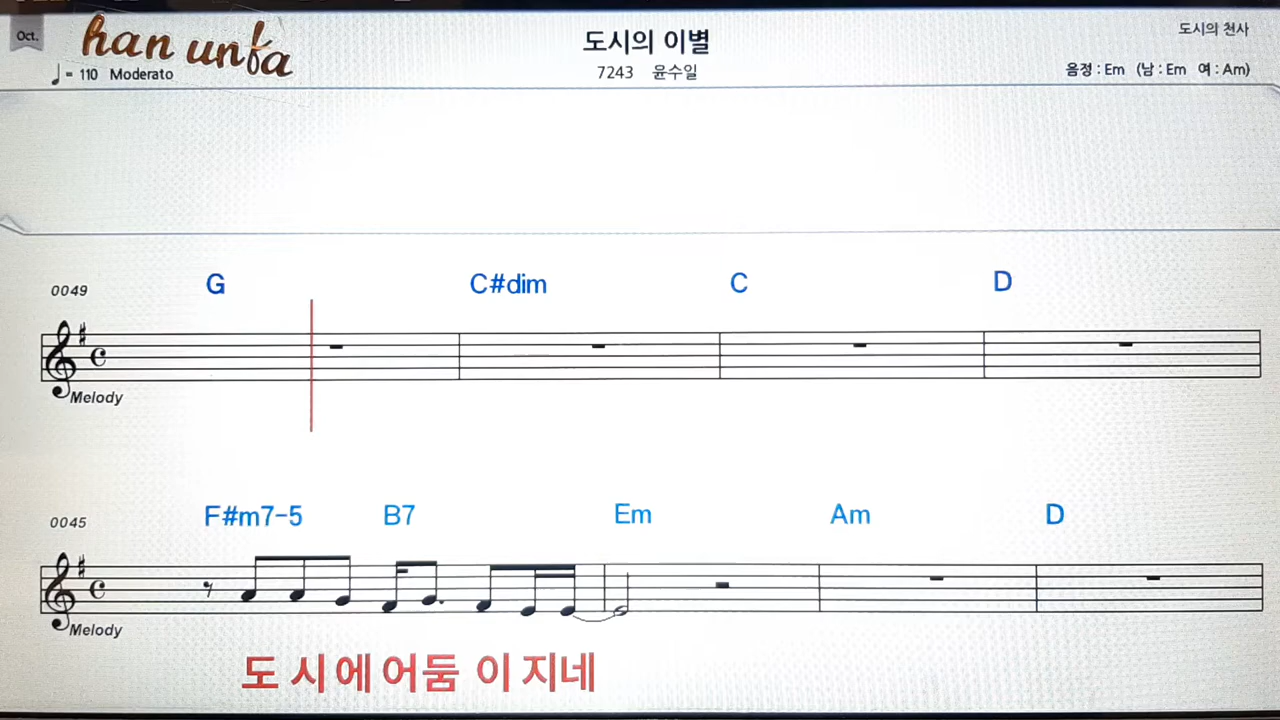 Oct.
han unfa
도시의 이별
도시의 천사
♩= 110 Moderato
7243 윤수일
음정 : Em (남 : Em 여 : Am)
0049
G C#dim C D
Melody
0045
F#m7-5 B7 Em Am D
Melody
도 시에 어둠 이 지네